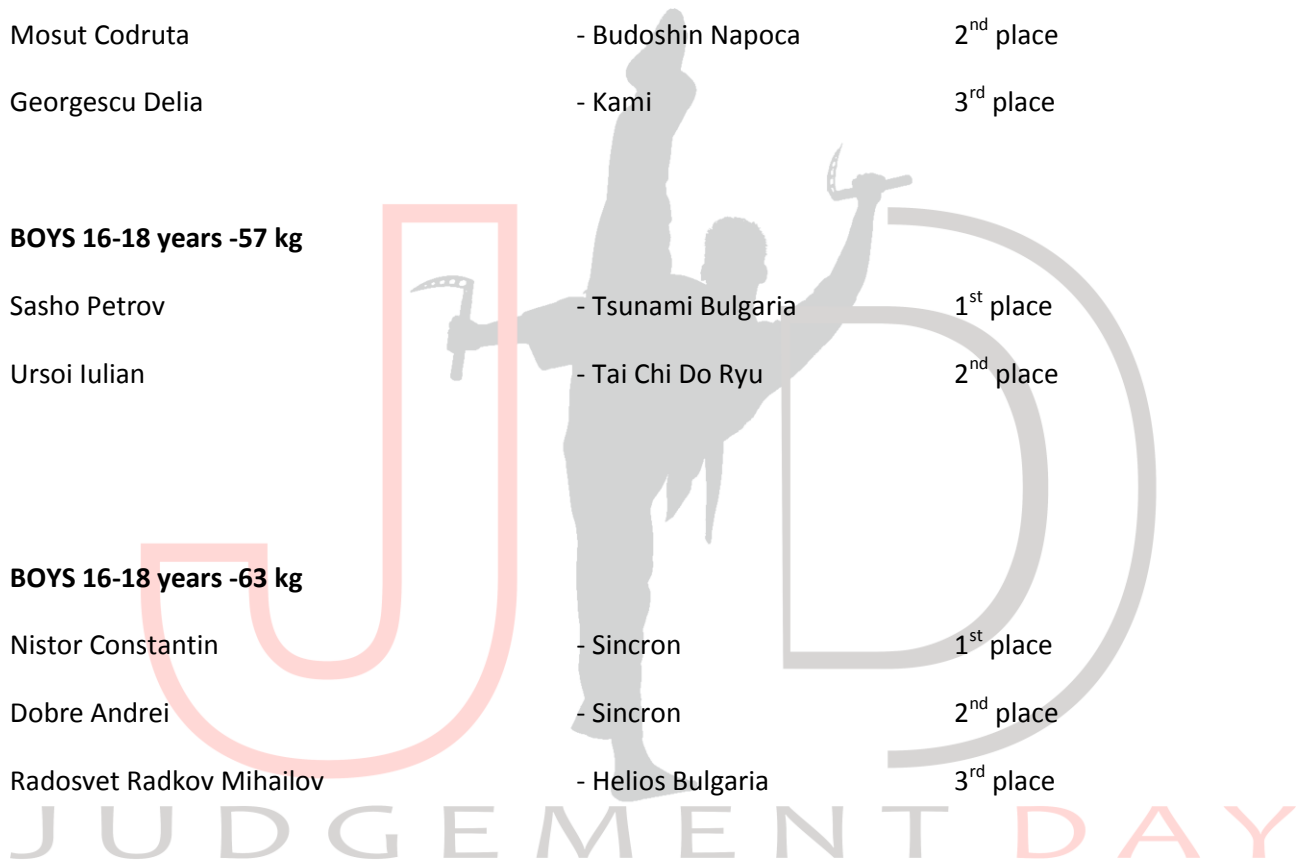 Mosut Codruta - Budoshin Napoca 2nd place
Georgescu Delia - Kami 3rd place
BOYS 16-18 years -57 kg
Sasho Petrov - Tsunami Bulgaria 1st place
Ursoi Iulian - Tai Chi Do Ryu 2nd place
BOYS 16-18 years -63 kg
Nistor Constantin - Sincron 1st place
Dobre Andrei - Sincron 2nd place
Radosvet Radkov Mihailov - Helios Bulgaria 3rd place
JD
JUDGEMENT DAY